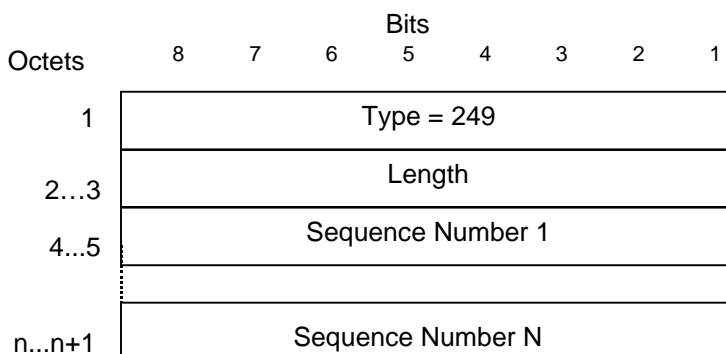 Bits
Octets 8 7 6 5 4 3 2 1
1 Type = 249
2…3 Length
4...5 Sequence Number 1
n...n+1 Sequence Number N